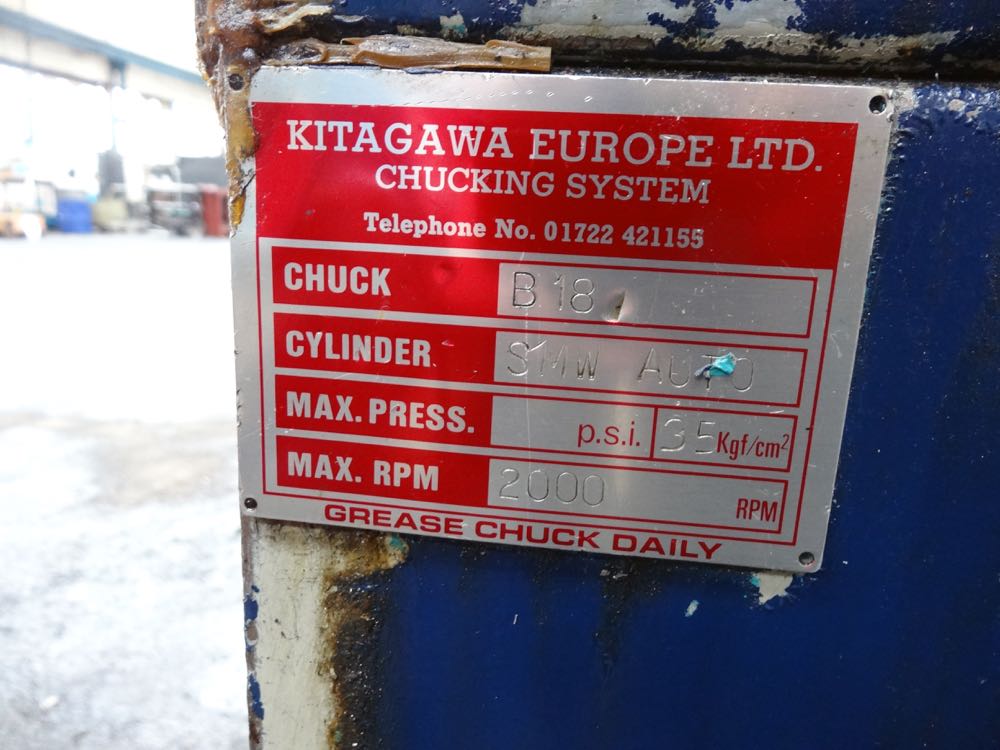 KITAGAWA EUROPE LTD.
CHUCKING SYSTEM
Telephone No. 01722 421155
CHUCK B 18
CYLINDER SMW AUTO
MAX. PRESS. p.s.i. 35 Kgf/cm²
MAX. RPM 2000 RPM
GREASE CHUCK DAILY